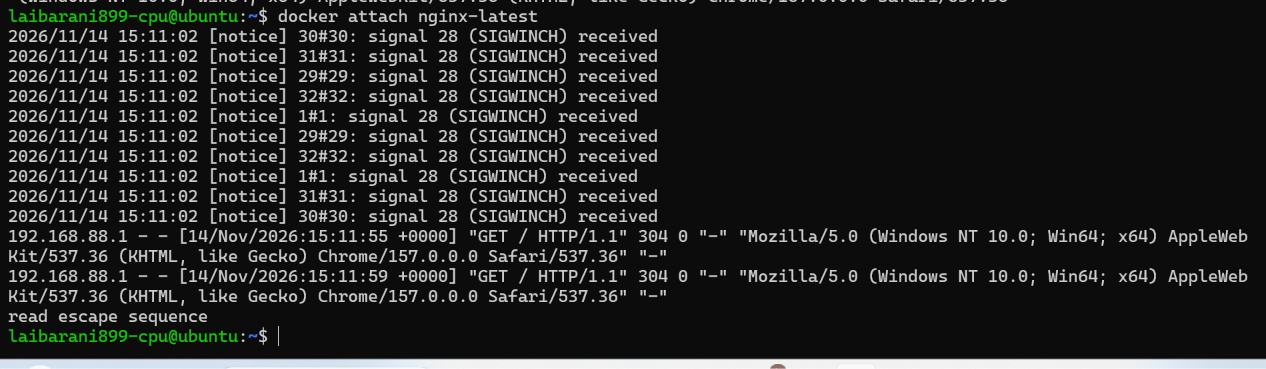 laibarani899-cpu@ubuntu:~$ docker attach nginx-latest
2026/11/14 15:11:02 [notice] 30#30: signal 28 (SIGWINCH) received
2026/11/14 15:11:02 [notice] 31#31: signal 28 (SIGWINCH) received
2026/11/14 15:11:02 [notice] 29#29: signal 28 (SIGWINCH) received
2026/11/14 15:11:02 [notice] 32#32: signal 28 (SIGWINCH) received
2026/11/14 15:11:02 [notice] 1#1: signal 28 (SIGWINCH) received
2026/11/14 15:11:02 [notice] 29#29: signal 28 (SIGWINCH) received
2026/11/14 15:11:02 [notice] 32#32: signal 28 (SIGWINCH) received
2026/11/14 15:11:02 [notice] 1#1: signal 28 (SIGWINCH) received
2026/11/14 15:11:02 [notice] 31#31: signal 28 (SIGWINCH) received
2026/11/14 15:11:02 [notice] 30#30: signal 28 (SIGWINCH) received
192.168.88.1 - - [14/Nov/2026:15:11:55 +0000] "GET / HTTP/1.1" 304 0 "-" "Mozilla/5.0 (Windows NT 10.0; Win64; x64) AppleWeb
Kit/537.36 (KHTML, like Gecko) Chrome/157.0.0.0 Safari/537.36" "-"
192.168.88.1 - - [14/Nov/2026:15:11:59 +0000] "GET / HTTP/1.1" 304 0 "-" "Mozilla/5.0 (Windows NT 10.0; Win64; x64) AppleWeb
Kit/537.36 (KHTML, like Gecko) Chrome/157.0.0.0 Safari/537.36" "-"
read escape sequence
laibarani899-cpu@ubuntu:~$